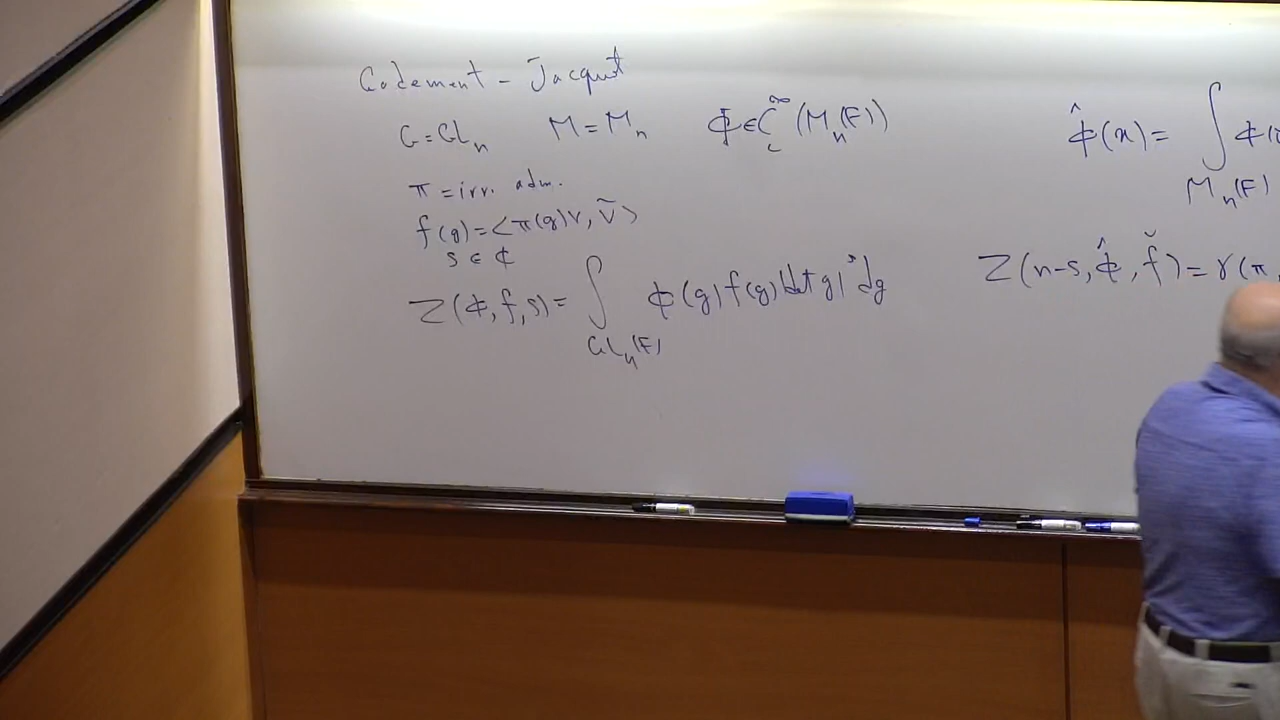 Godement - Jacquet
G = GL_n    M = M_n    Φ ∈ C_c^∞(M_n(F))
π = irr. adm.
f(g) = <π(g)v, ṽ>
s ∈ ℂ
Z(Φ, f, s) = ∫_{GL_n(F)} Φ(g) f(g) |det g|^s dg
Φ̂(x) = ∫_{M_n(F)} Φ(
Z(n-s, Φ̂, f̌) = γ(π,